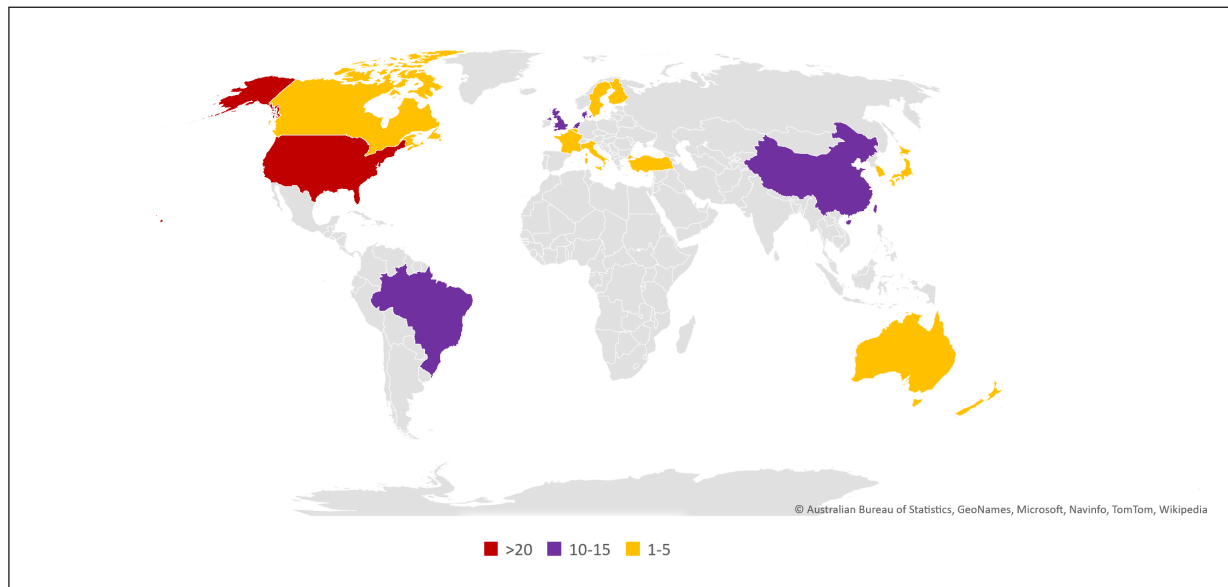 © Australian Bureau of Statistics, GeoNames, Microsoft, Navinfo, TomTom, Wikipedia
>20 10-15 1-5